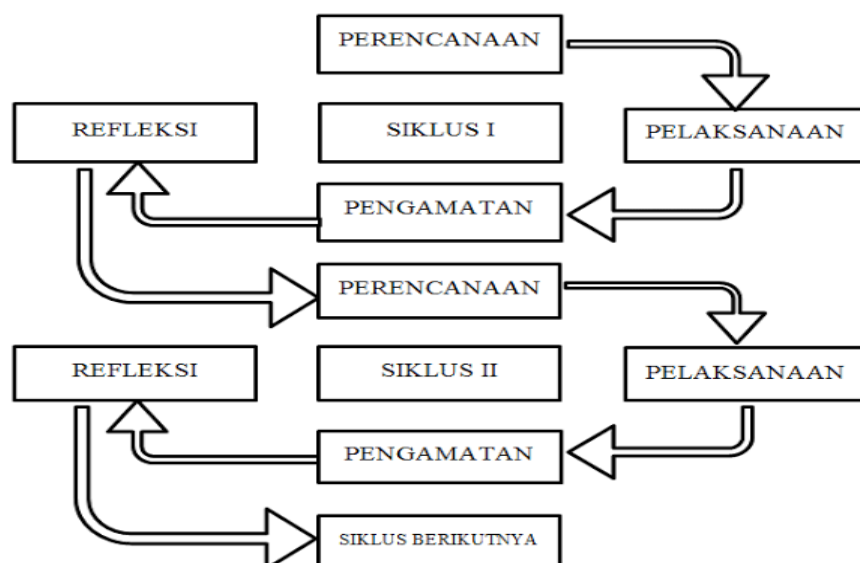 PERENCANAAN
REFLEKSI
SIKLUS I
PELAKSANAAN
PENGAMATAN
PERENCANAAN
REFLEKSI
SIKLUS II
PELAKSANAAN
PENGAMATAN
SIKLUS BERIKUTNYA